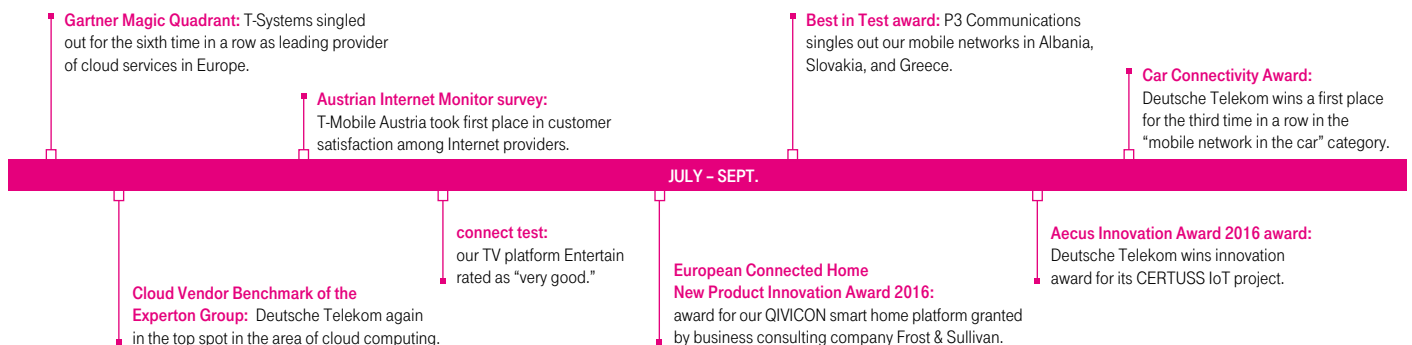 Gartner Magic Quadrant: T-Systems singled
out for the sixth time in a row as leading provider
of cloud services in Europe.
Austrian Internet Monitor survey:
T-Mobile Austria took first place in customer
satisfaction among Internet providers.
Best in Test award: P3 Communications
singles out our mobile networks in Albania,
Slovakia, and Greece.
Car Connectivity Award:
Deutsche Telekom wins a first place
for the third time in a row in the
“mobile network in the car” category.
JULY – SEPT.
Cloud Vendor Benchmark of the
Experton Group: Deutsche Telekom again
in the top spot in the area of cloud computing.
connect test:
our TV platform Entertain
rated as “very good.”
European Connected Home
New Product Innovation Award 2016:
award for our QIVICON smart home platform granted
by business consulting company Frost & Sullivan.
Aecus Innovation Award 2016 award:
Deutsche Telekom wins innovation
award for its CERTUSS IoT project.